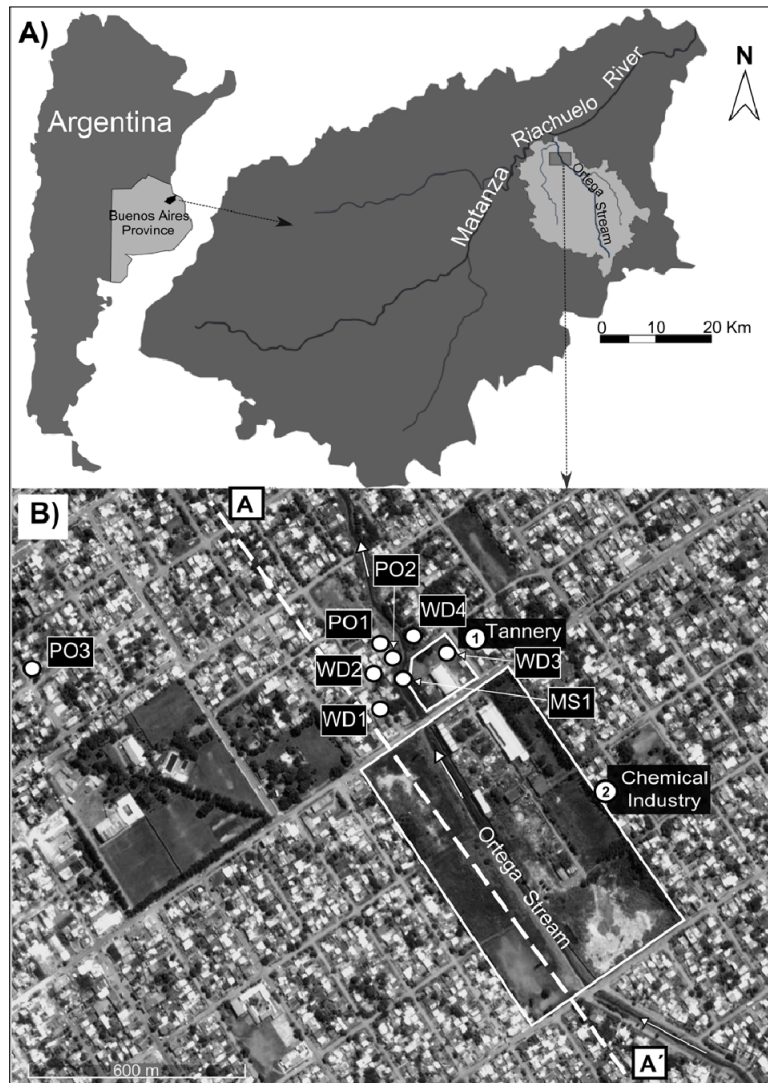 A)
Argentina
Buenos Aires
Province
Matanza Riachuelo River
Ortega Stream
N
0 10 20 Km
B)
A
PO2
PO1
WD4
1 Tannery
PO3
WD2
WD3
MS1
WD1
2 Chemical
Industry
Ortega Stream
600 m
A´